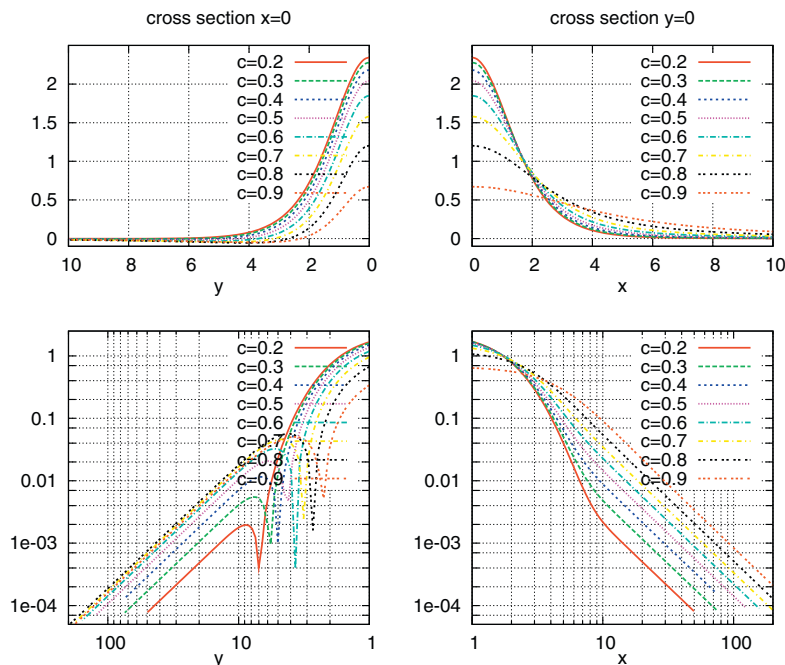 cross section x=0
cross section y=0
2
1.5
1
0.5
0
10
8
6
4
2
0
y
c=0.2
c=0.3
c=0.4
c=0.5
c=0.6
c=0.7
c=0.8
c=0.9
2
1.5
1
0.5
0
0
2
4
6
8
10
x
c=0.2
c=0.3
c=0.4
c=0.5
c=0.6
c=0.7
c=0.8
c=0.9
1
0.1
0.01
1e-03
1e-04
100
10
1
y
c=0.2
c=0.3
c=0.4
c=0.5
c=0.6
c=0.7
c=0.8
c=0.9
1
0.1
0.01
1e-03
1e-04
1
10
100
x
c=0.2
c=0.3
c=0.4
c=0.5
c=0.6
c=0.7
c=0.8
c=0.9